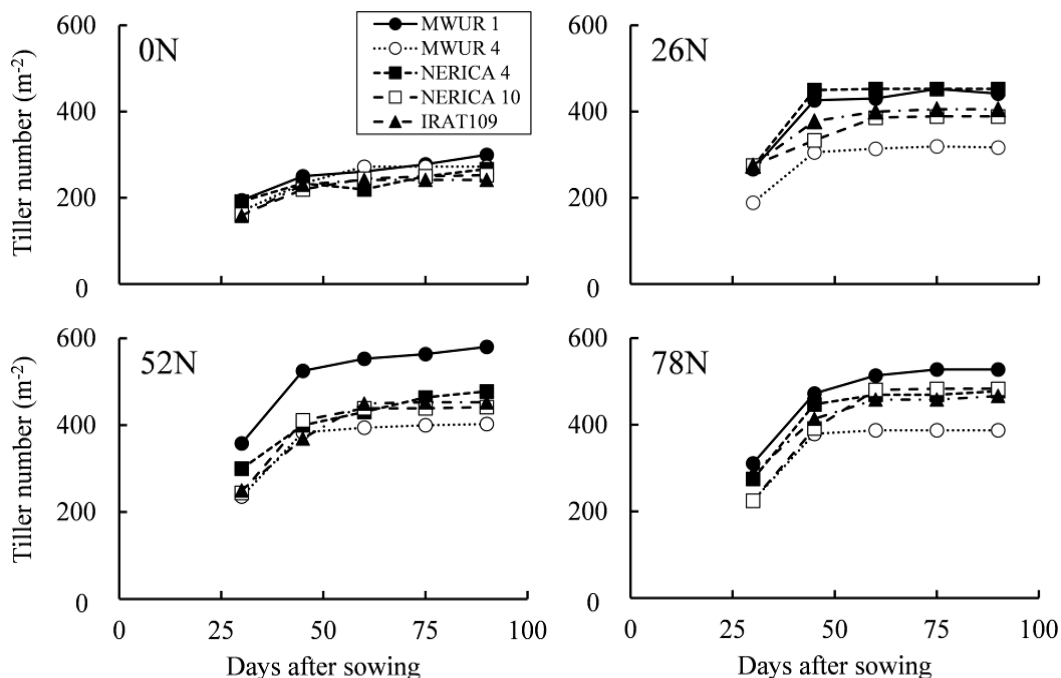 0N
MWUR 1
MWUR 4
NERICA 4
NERICA 10
IRAT109
Tiller number (m-2)
600
400
200
0
26N
600
400
200
0
52N
Tiller number (m-2)
600
400
200
0
0 25 50 75 100
Days after sowing
78N
600
400
200
0
0 25 50 75 100
Days after sowing